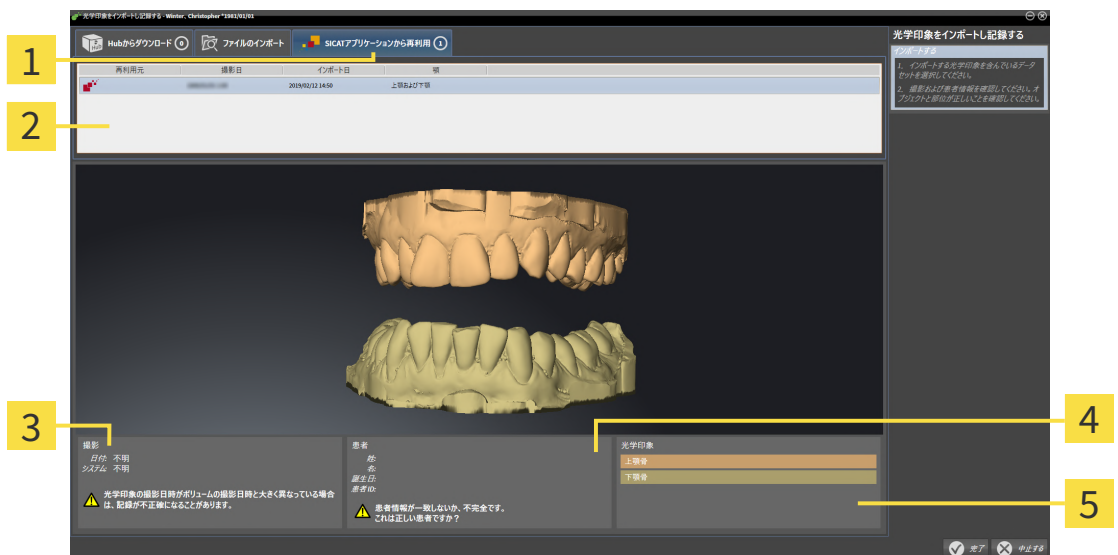 光学印象をインポートし記録する - Winter, Christopher *1983/01/01
Hubからダウンロード 0
ファイルのインポート
SICATアプリケーションから再利用 1
再利用元 撮影日 インポート日 顎
2019/02/12 14:50 上顎および下顎
光学印象をインポートし記録する
インポートする
1. インポートする光学印象を含んでいるデータ
セットを選択してください。
2. 撮影および患者情報を確認してください。オ
ブジェクトと部位が正しいことを確認してください。
1
2
3
4
5
撮影
日付: 不明
システム: 不明
光学印象の撮影日時がボリュームの撮影日時と大きく異なっている場合
は、記録が不正確になることがあります。
患者
姓:
名:
誕生日:
患者 ID:
患者情報が一致しないか、不完全です。
これは正しい患者ですか？
光学印象
上顎骨
下顎骨
完了
中止する